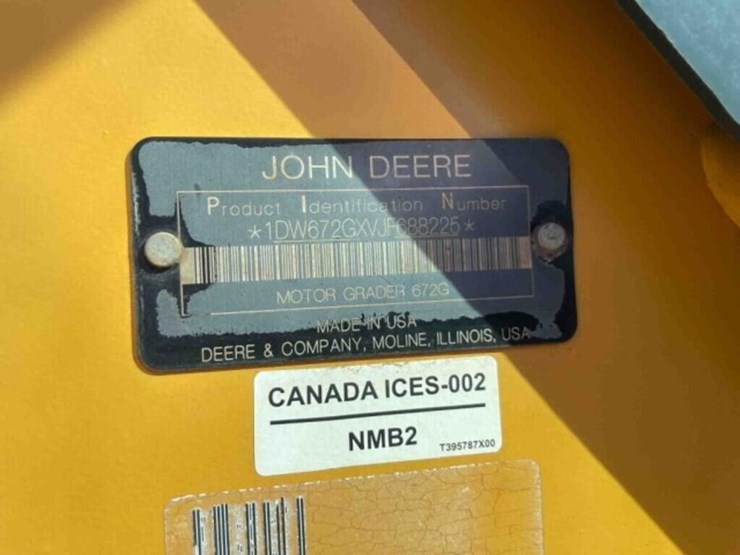 JOHN DEERE
Product Identification Number
*1DW672GXVJF688225*
MOTOR GRADER 672G
MADE IN USA
DEERE & COMPANY, MOLINE, ILLINOIS, USA
CANADA ICES-002
NMB2
T395787X00